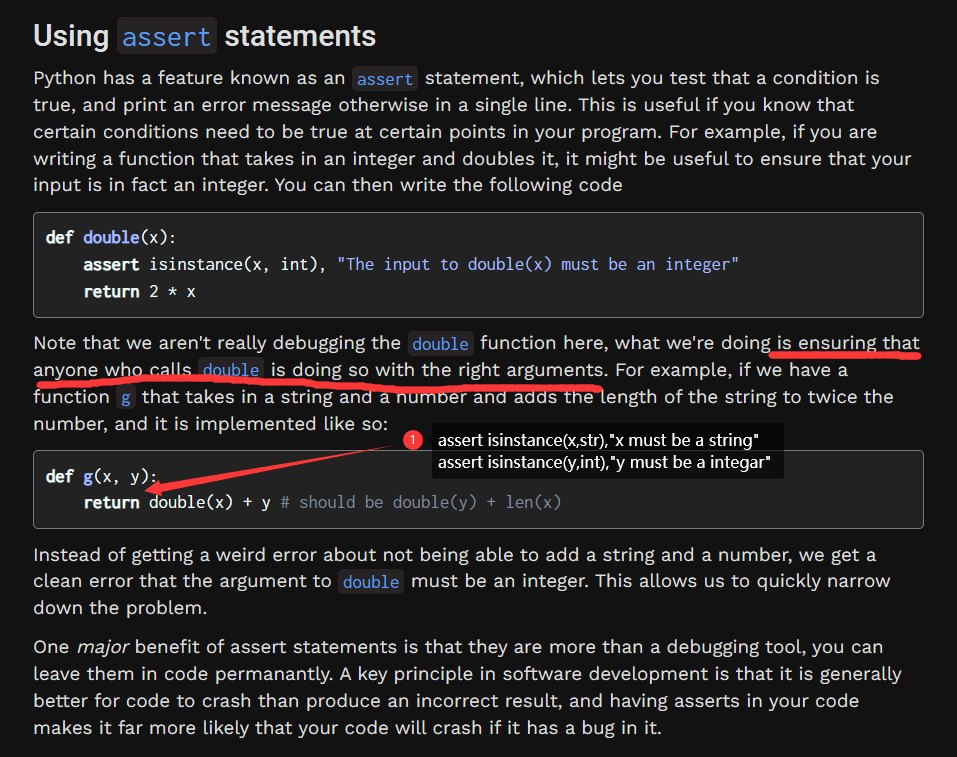 Using assert statements
Python has a feature known as an assert statement, which lets you test that a condition is
true, and print an error message otherwise in a single line. This is useful if you know that
certain conditions need to be true at certain points in your program. For example, if you are
writing a function that takes in an integer and doubles it, it might be useful to ensure that your
input is in fact an integer. You can then write the following code
def double(x):
    assert isinstance(x, int), "The input to double(x) must be an integer"
    return 2 * x
Note that we aren't really debugging the double function here, what we're doing is ensuring that
anyone who calls double is doing so with the right arguments. For example, if we have a
function g that takes in a string and a number and adds the length of the string to twice the
number, and it is implemented like so:
1
assert isinstance(x,str),"x must be a string"
assert isinstance(y,int),"y must be a integar"
def g(x, y):
    return double(x) + y # should be double(y) + len(x)
Instead of getting a weird error about not being able to add a string and a number, we get a
clean error that the argument to double must be an integer. This allows us to quickly narrow
down the problem.
One major benefit of assert statements is that they are more than a debugging tool, you can
leave them in code permanantly. A key principle in software development is that it is generally
better for code to crash than produce an incorrect result, and having asserts in your code
makes it far more likely that your code will crash if it has a bug in it.